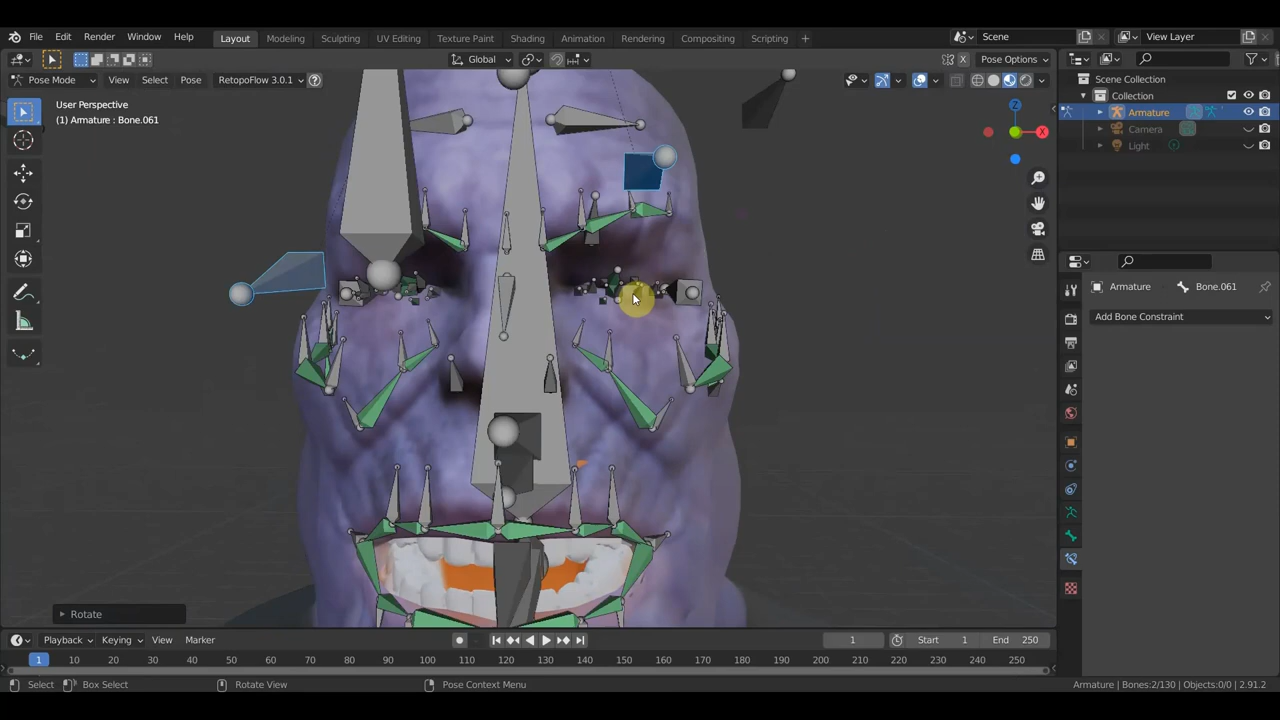 File Edit Render Window Help Layout Modeling Sculpting UV Editing Texture Paint Shading Animation Rendering Compositing Scripting + Scene View Layer
Global Pose Options
Pose Mode View Select Pose RetopoFlow 3.0.1
User Perspective
(1) Armature : Bone.061
Scene Collection
Collection
Armature
Camera
Light
X
Z
Armature Bone.061
Add Bone Constraint
Rotate
Playback Keying View Marker 1 Start 1 End 250
1 10 20 30 40 50 60 70 80 90 100 110 120 130 140 150 160 170 180 190 200 210 220 230 240 250
Select Box Select Rotate View Pose Context Menu Armature | Bones:2/130 | Objects:0/0 | 2.91.2